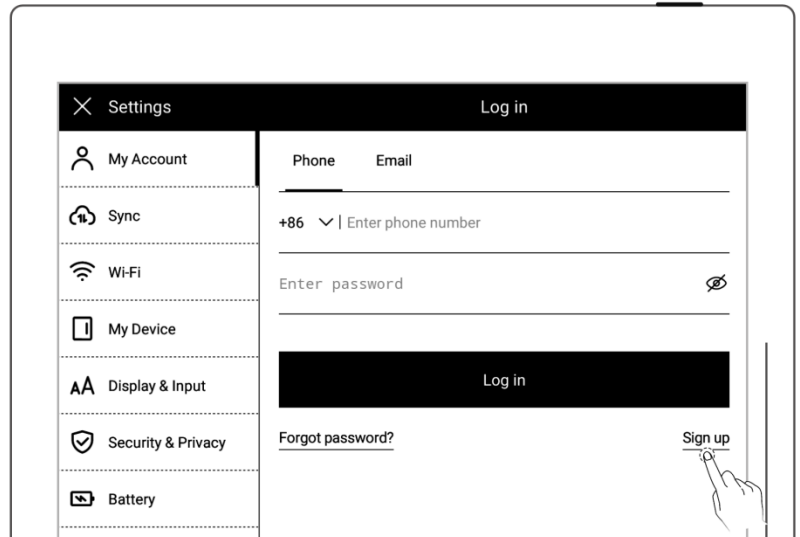 Settings
Log in
My Account
Sync
Wi-Fi
My Device
Display & Input
Security & Privacy
Battery
Phone Email
+86 Enter phone number
Enter password
Log in
Forgot password? Sign up